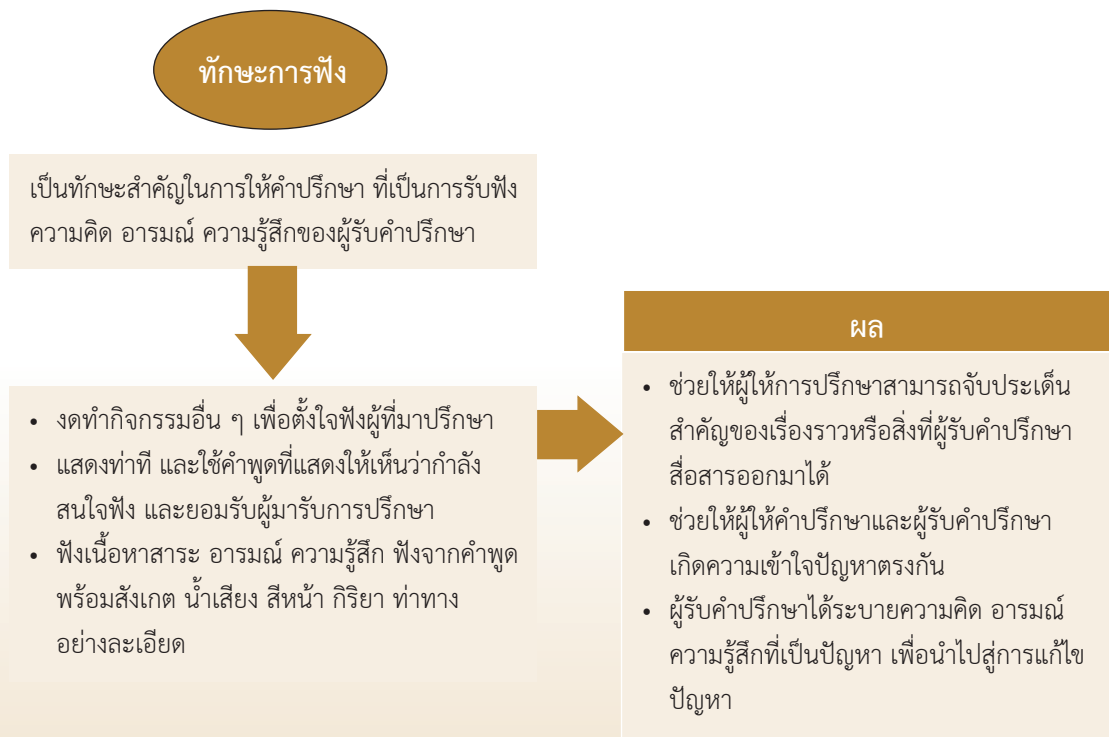 ทักษะการฟัง
เป็นทักษะสำคัญในการให้คำปรึกษา ที่เป็นการรับฟัง
ความคิด อารมณ์ ความรู้สึกของผู้รับคำปรึกษา
• งดทำกิจกรรมอื่น ๆ เพื่อตั้งใจฟังผู้ที่มาปรึกษา
• แสดงท่าที และใช้คำพูดที่แสดงให้เห็นว่ากำลัง
สนใจฟัง และยอมรับผู้มารับการปรึกษา
• ฟังเนื้อหาสาระ อารมณ์ ความรู้สึก ฟังจากคำพูด
พร้อมสังเกต น้ำเสียง สีหน้า กิริยา ท่าทาง
อย่างละเอียด
ผล
• ช่วยให้ผู้ให้การปรึกษาสามารถจับประเด็น
สำคัญของเรื่องราวหรือสิ่งที่ผู้รับคำปรึกษา
สื่อสารออกมาได้
• ช่วยให้ผู้ให้คำปรึกษาและผู้รับคำปรึกษา
เกิดความเข้าใจปัญหาตรงกัน
• ผู้รับคำปรึกษาได้ระบายความคิด อารมณ์
ความรู้สึกที่เป็นปัญหา เพื่อนำไปสู่การแก้ไข
ปัญหา